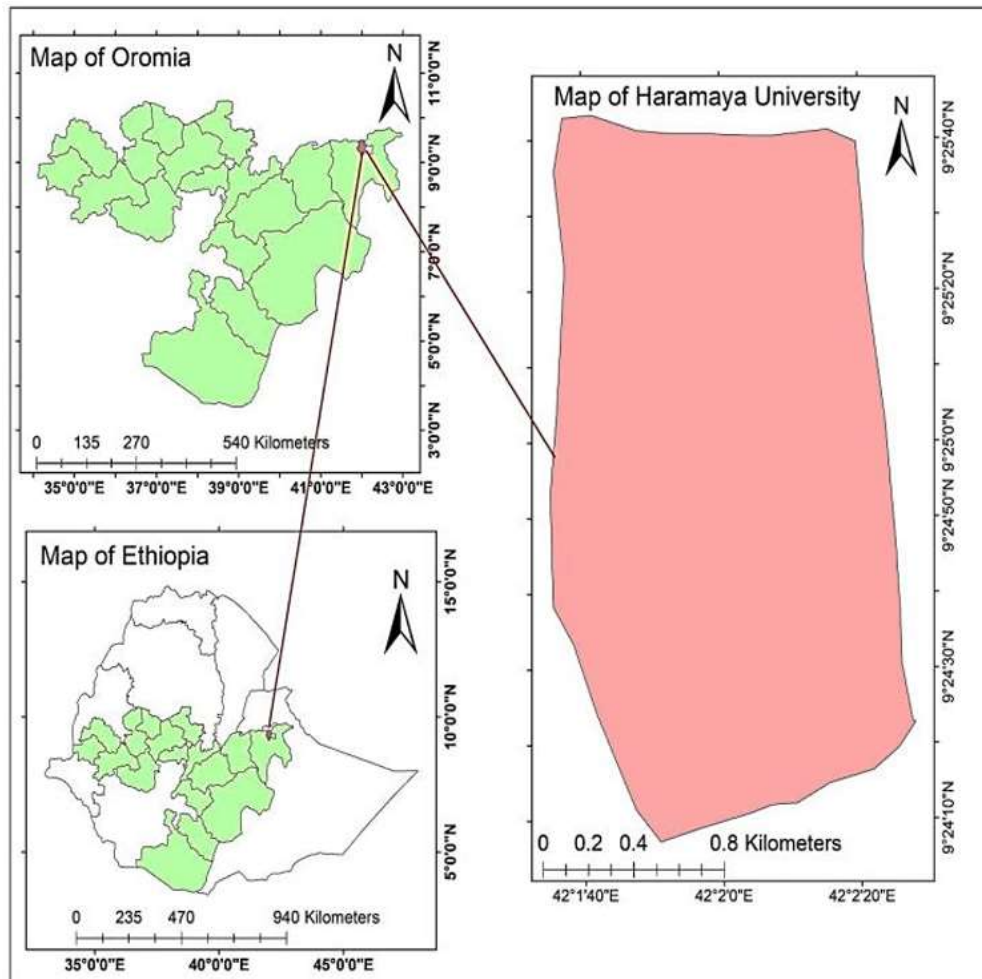 Map of Oromia
N
11°0'0"N
9°0'0"N
7°0'0"N
5°0'0"N
3°0'0"N
0 135 270 540 Kilometers
35°0'0"E 37°0'0"E 39°0'0"E 41°0'0"E 43°0'0"E
Map of Ethiopia
N
15°0'0"N
10°0'0"N
5°0'0"N
0 235 470 940 Kilometers
35°0'0"E 40°0'0"E 45°0'0"E
Map of Haramaya University
N
9°25'40"N
9°25'20"N
9°25'0"N
9°24'50"N
9°24'30"N
9°24'10"N
0 0.2 0.4 0.8 Kilometers
42°1'40"E 42°2'0"E 42°2'20"E